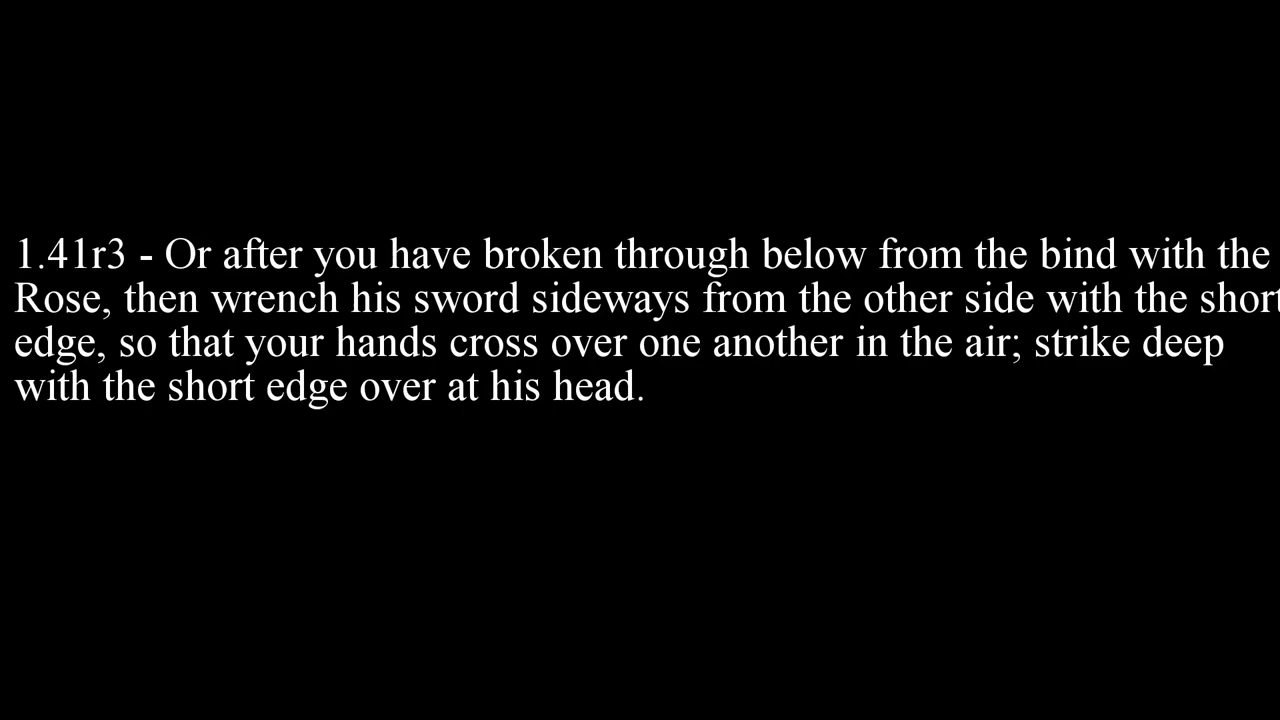 1.41r3 - Or after you have broken through below from the bind with the
Rose, then wrench his sword sideways from the other side with the short
edge, so that your hands cross over one another in the air; strike deep
with the short edge over at his head.